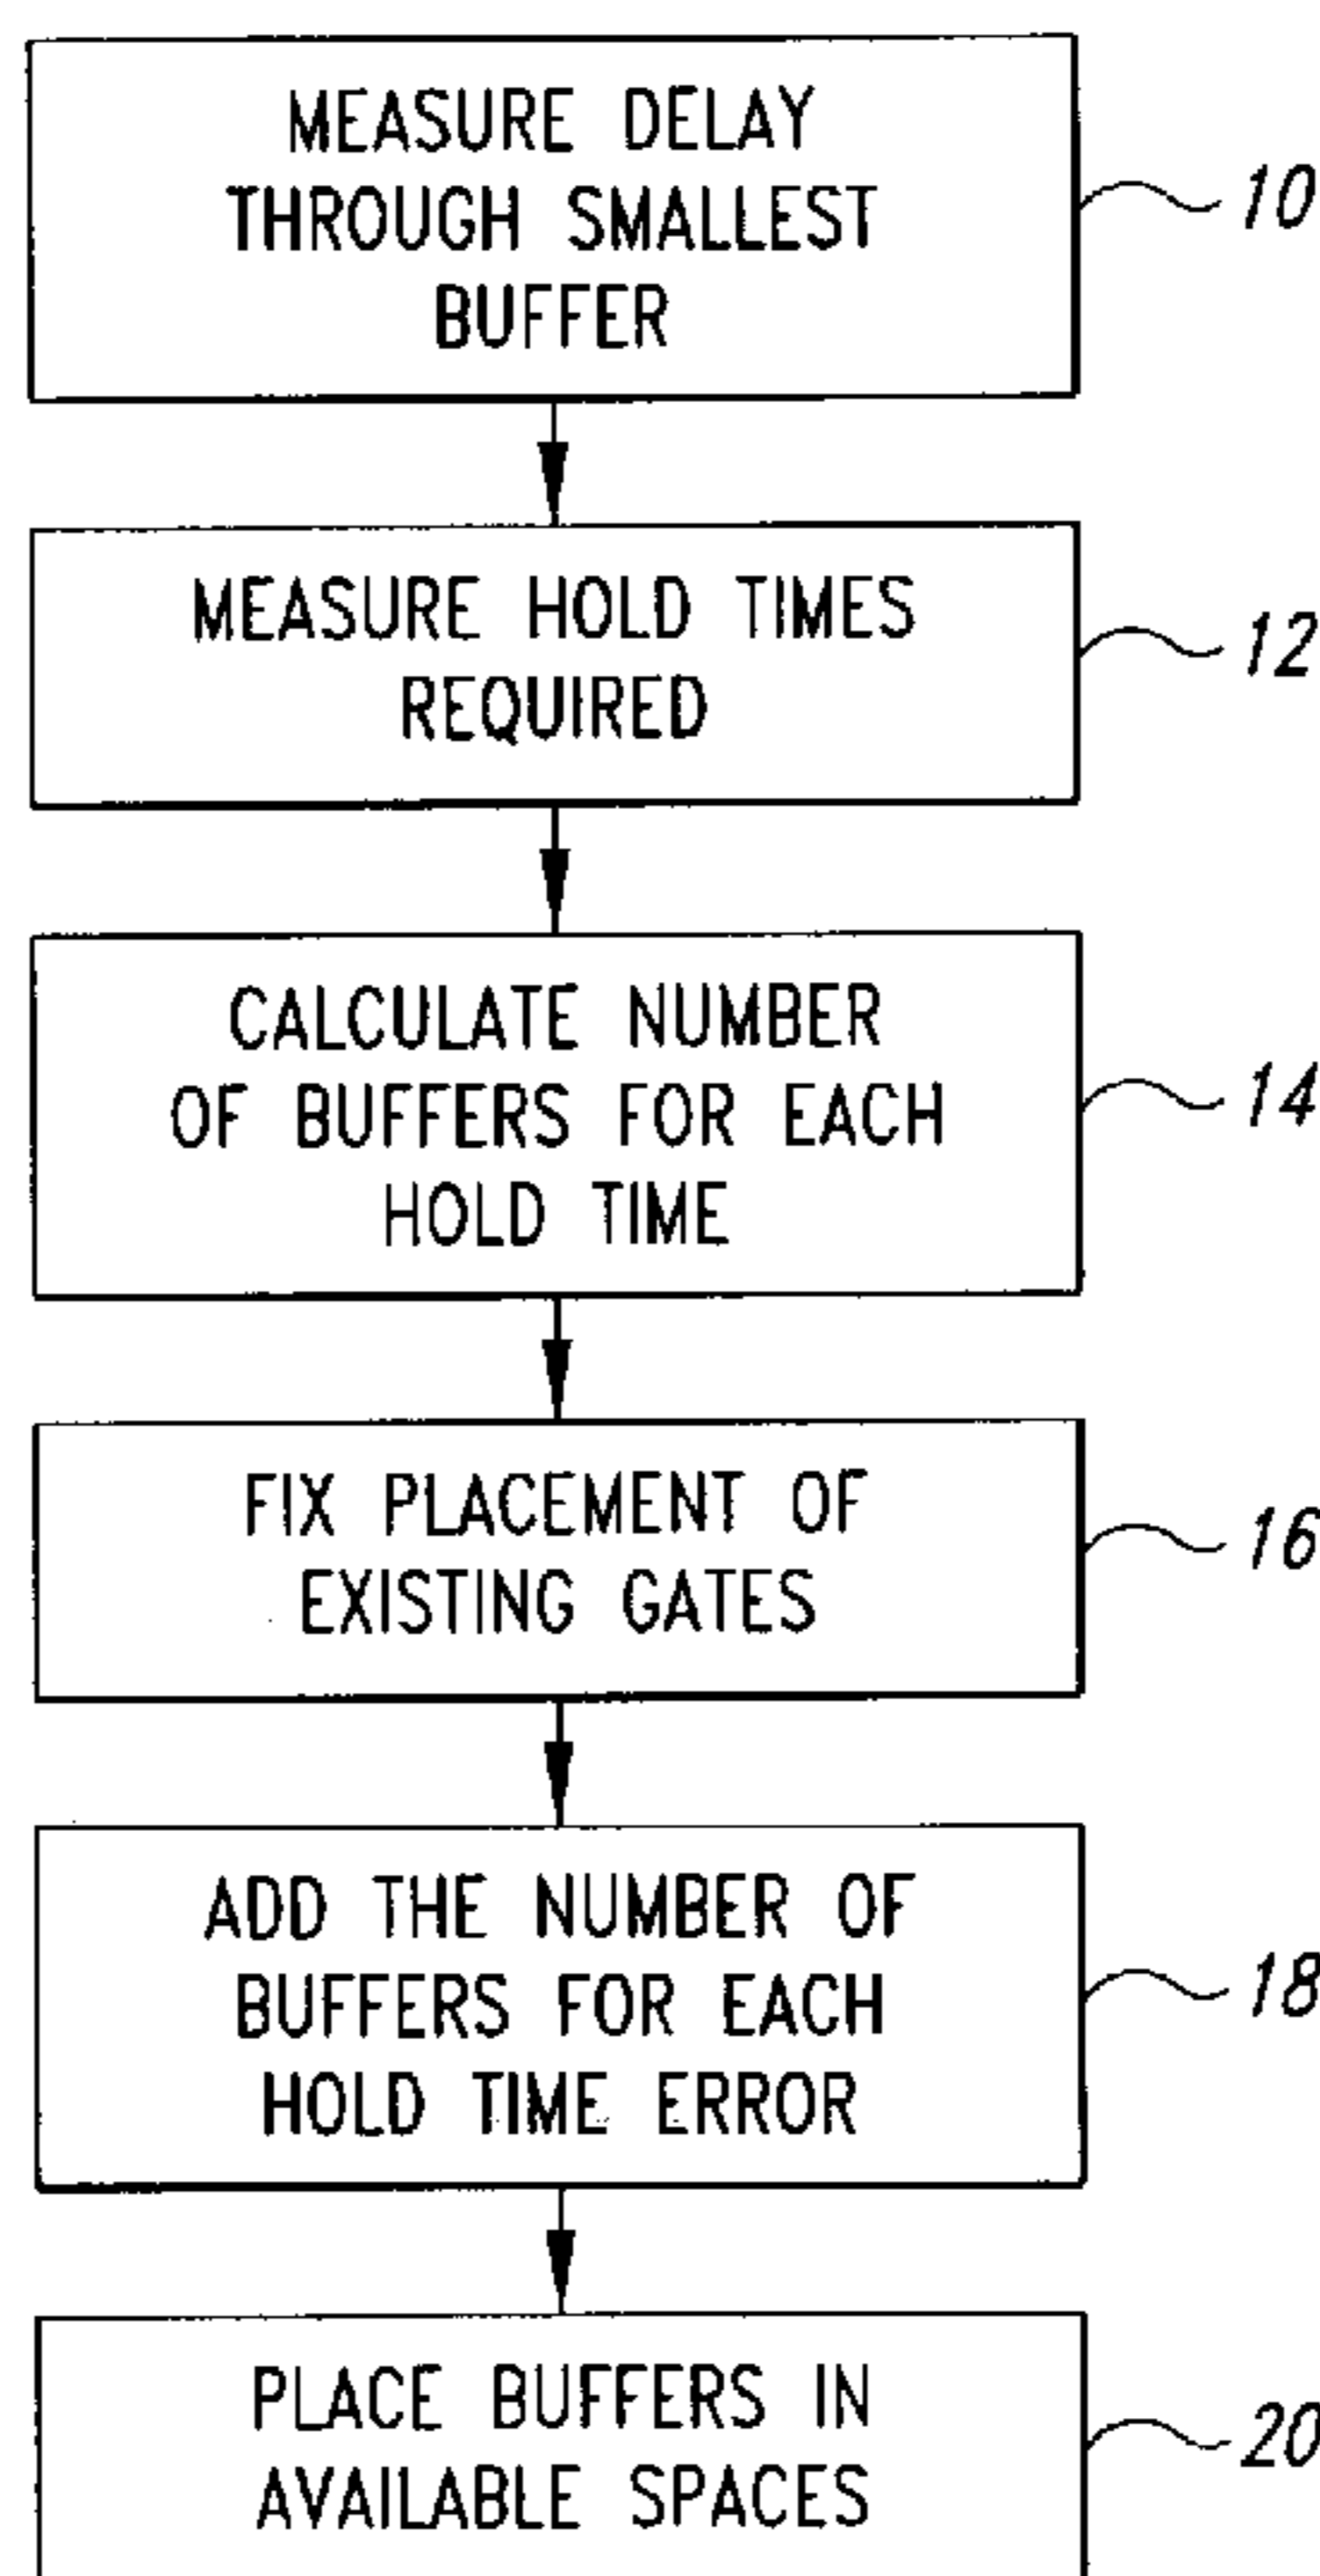 MEASURE DELAY
THROUGH SMALLEST
BUFFER
10
MEASURE HOLD TIMES
REQUIRED
12
CALCULATE NUMBER
OF BUFFERS FOR EACH
HOLD TIME
14
FIX PLACEMENT OF
EXISTING GATES
16
ADD THE NUMBER OF
BUFFERS FOR EACH
HOLD TIME ERROR
18
PLACE BUFFERS IN
AVAILABLE SPACES
20